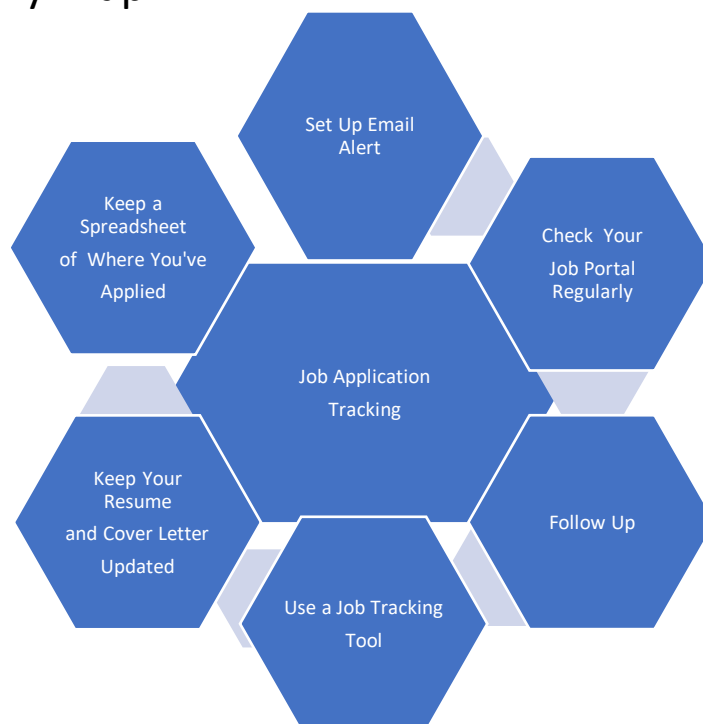 Set Up Email
Alert
Check  Your
Job Portal
Regularly
Follow Up
Use a Job Tracking
Tool
Keep Your
Resume
and Cover Letter
Updated
Keep a
Spreadsheet
of  Where You've
Applied
Job Application
Tracking